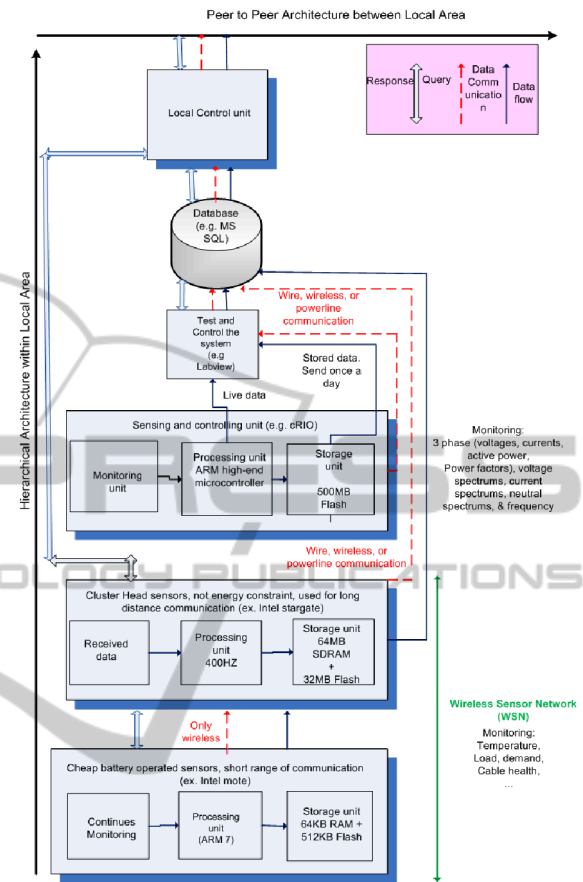 Peer to Peer Architecture between Local Area
Response
Query
Data
Comm
unicatio
n
Data
flow
Local Control unit
Hierarchical Architecture within Local Area
Database
(e.g. MS
SQL)
Wire, wireless, or
powerline
communication
Test and
Control the
system
(e.g
Labview)
Stored data.
Send once a
day
Live data
Sensing and controlling unit (e.g. cRIO)
Monitoring
unit
Processing unit
ARM high-end
microcontroller
Storage
unit
500MB
Flash
Monitoring:
3 phase (voltages, currents,
active power,
Power factors), voltage
spectrums, current
spectrums, neutral
spectrums, & frequency
Wire, wireless, or
powerline communication
Cluster Head sensors, not energy constraint, used for long
distance communication (ex. Intel stargate)
Received
data
Processing
unit
400HZ
Storage unit
64MB
SDRAM
+
32MB Flash
Wireless Sensor Network
(WSN)
Monitoring:
Temperature,
Load, demand,
Cable health,
...
Only
wireless
Cheap battery operated sensors, short range of communication
(ex. Intel mote)
Continues
Monitoring
Processing
unit
(ARM 7)
Storage unit
64KB RAM +
512KB Flash
PRESS
OLOGY PUBLICATIONS